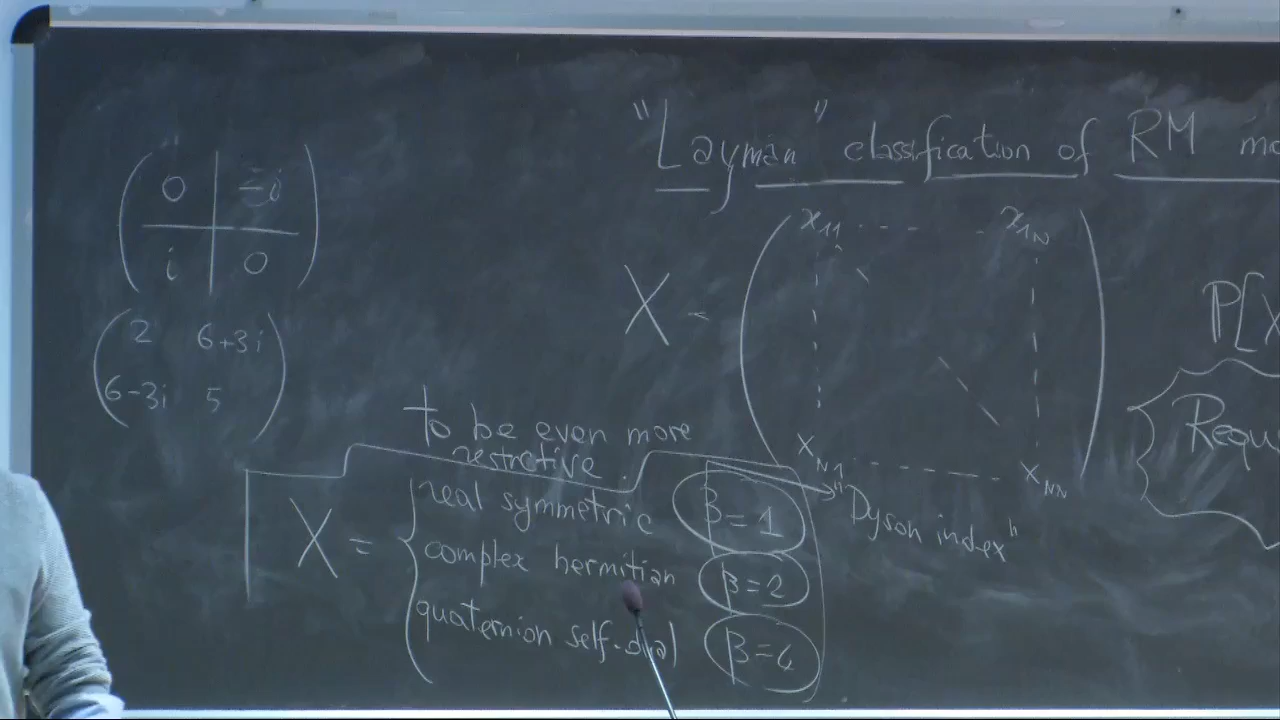 "Layman" classification of RM mo
0 -i
i 0
2 6+3i
6-3i 5
X = x₁₁ - - - - x₁N
xN1 - - - - - xNN
P[X
Requ
to be even more
restrictive.
X = { real symmetric β=1 → "Dyson index"
complex hermitian β=2
quaternion self-dual β=4